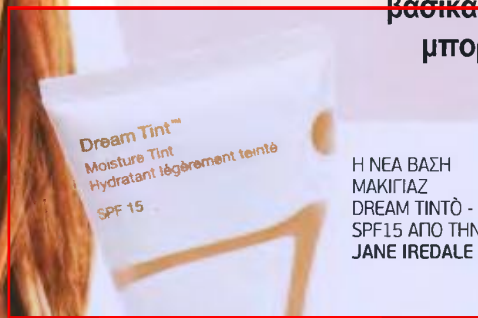 βασικά
μπορ
Dream Tint™
Moisture Tint
Hydratant légèrement teinté
SPF 15
Η ΝΕΑ ΒΑΣΗ
ΜΑΚΙΓΙΑΖ
DREAM TINTÒ -
SPF15 ΑΠΟ ΤΗΝ
JANE IREDALE